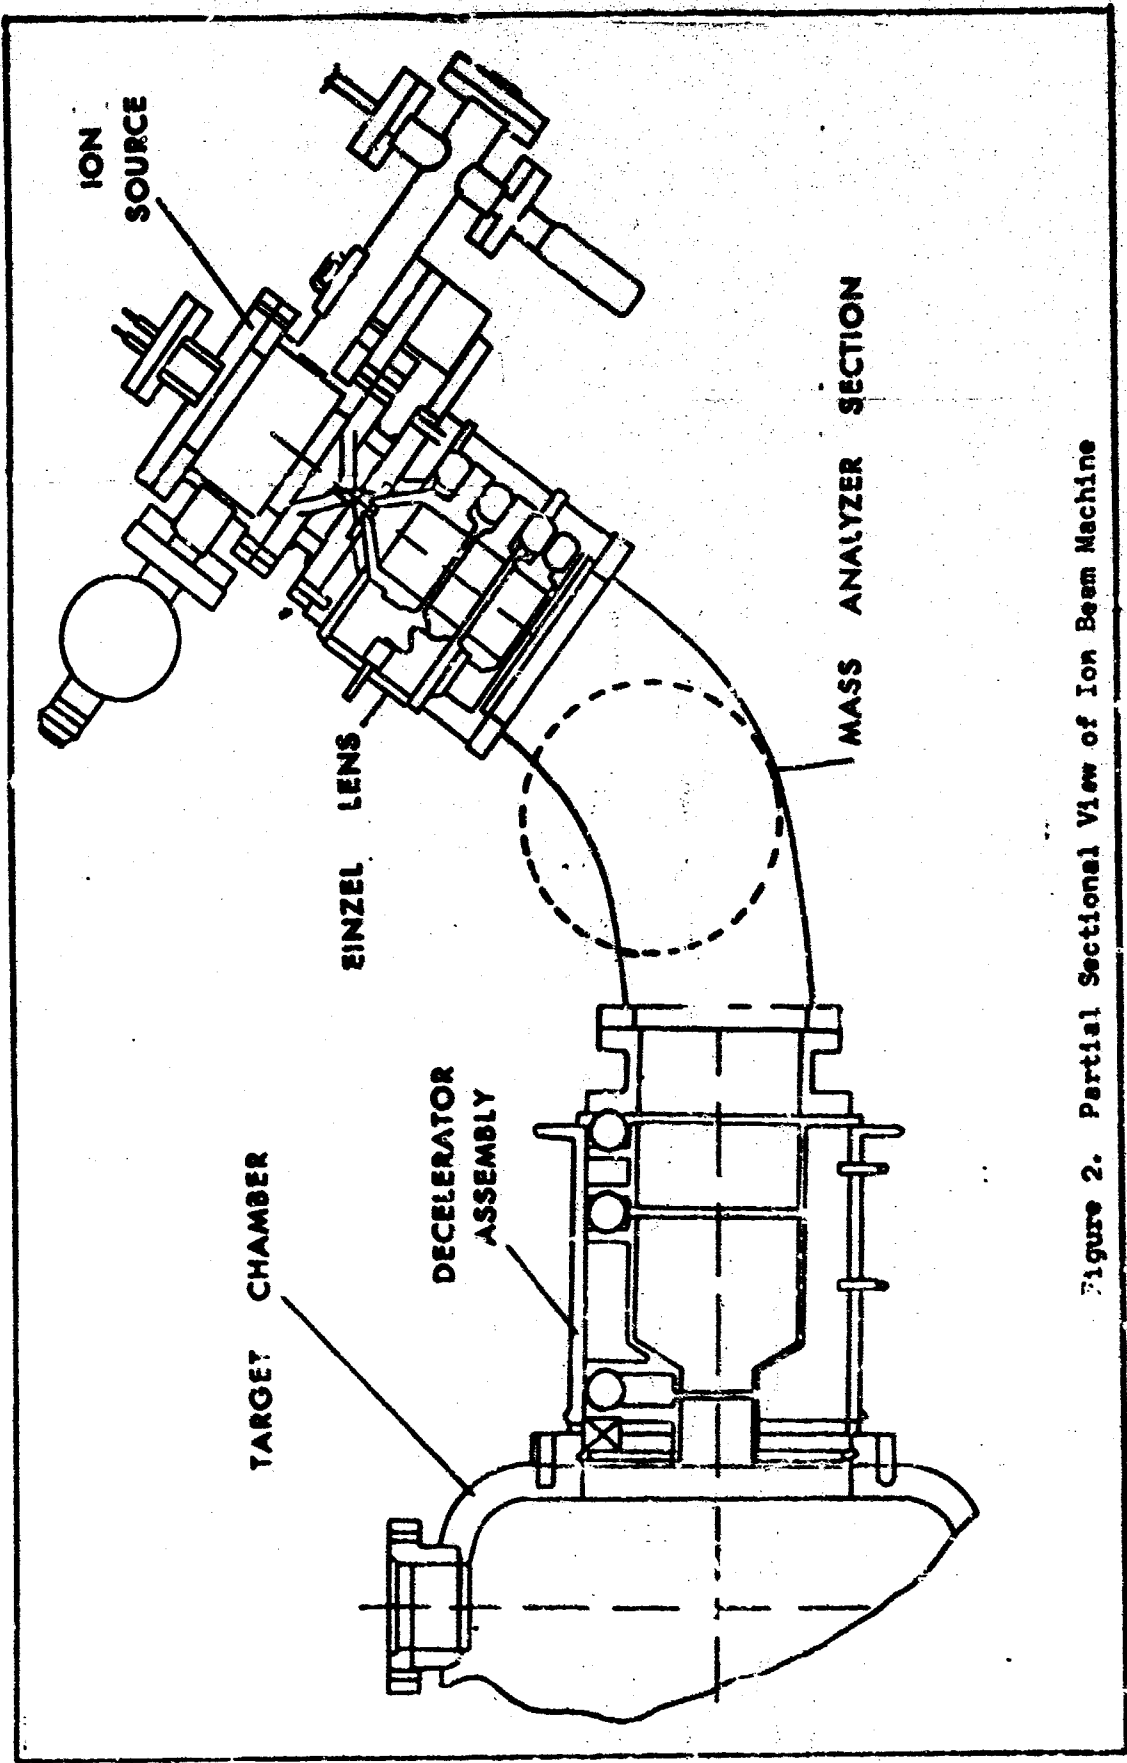 ION
SOURCE
EINZEL LENS
MASS ANALYZER SECTION
DECELERATOR
ASSEMBLY
TARGET CHAMBER
Figure 2. Partial Sectional View of Ion Beam Machine